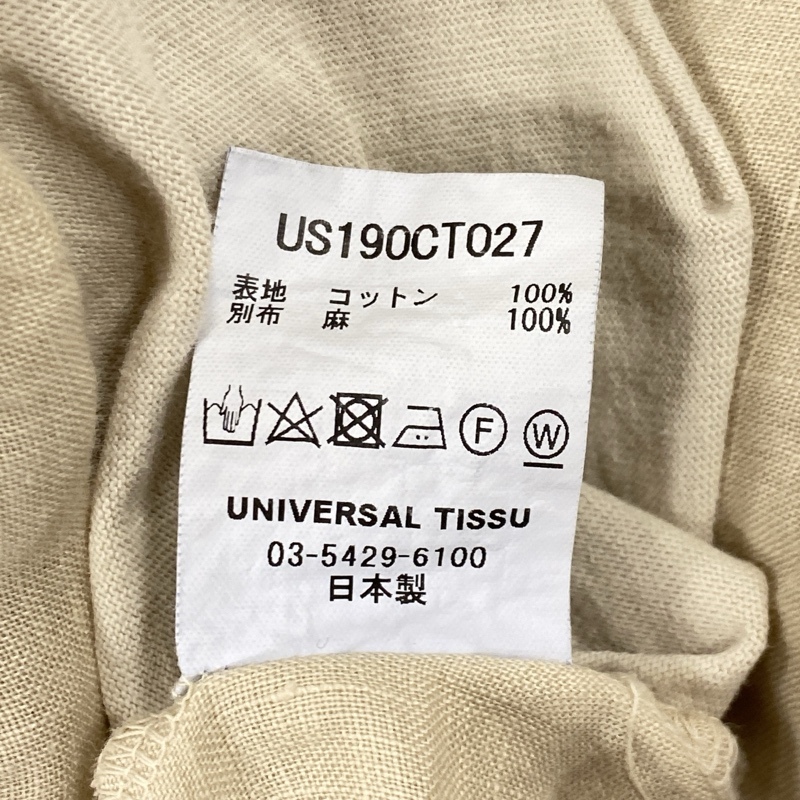 US190CT027
表地 コットン 100%
別布 麻 100%
F W
UNIVERSAL TISSU
03-5429-6100
日本製